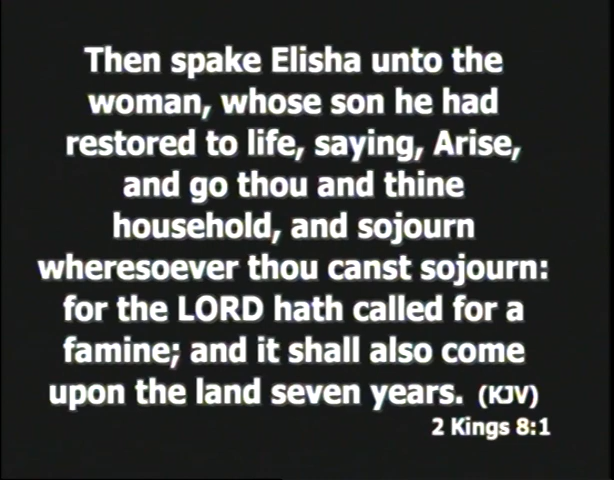 Then spake Elisha unto the
woman, whose son he had
restored to life, saying, Arise,
and go thou and thine
household, and sojourn
wheresoever thou canst sojourn:
for the LORD hath called for a
famine; and it shall also come
upon the land seven years. (KJV)
2 Kings 8:1